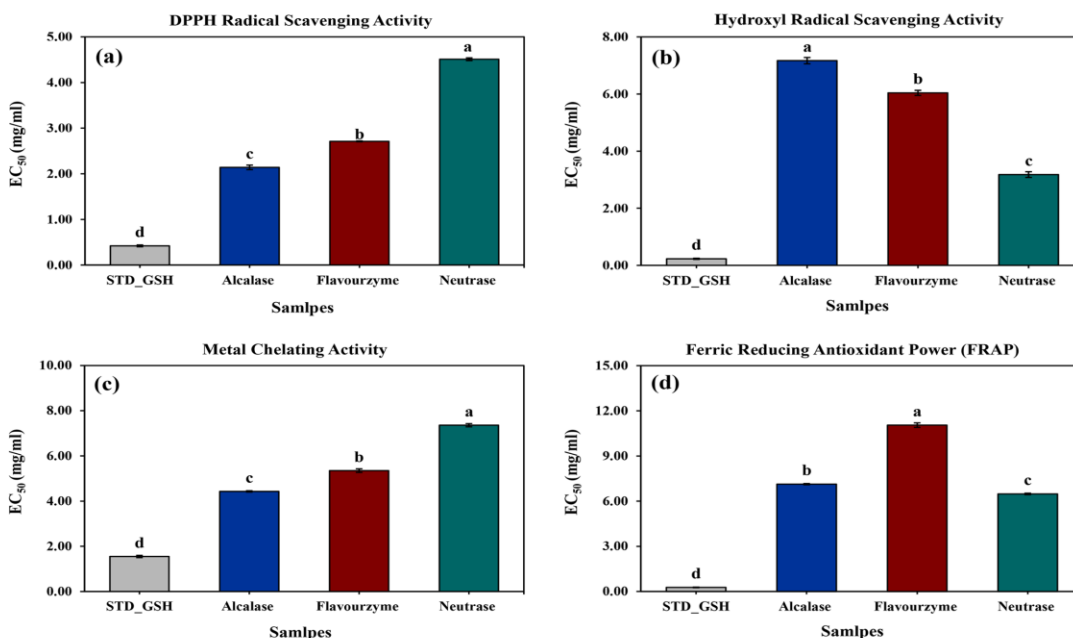 DPPH Radical Scavenging Activity
(a)
EC50 (mg/ml)
5.00
4.00
3.00
2.00
1.00
0.00
d
c
b
a
STD_GSH Alcalase Flavourzyme Neutrase
Samlpes
Hydroxyl Radical Scavenging Activity
(b)
EC50 (mg/ml)
8.00
6.00
4.00
2.00
0.00
d
a
b
c
STD_GSH Alcalase Flavourzyme Neutrase
Samlpes
Metal Chelating Activity
(c)
EC50 (mg/ml)
10.00
8.00
6.00
4.00
2.00
0.00
d
c
b
a
STD_GSH Alcalase Flavourzyme Neutrase
Samlpes
Ferric Reducing Antioxidant Power (FRAP)
(d)
EC50 (mg/ml)
15.00
12.00
9.00
6.00
3.00
0.00
d
b
a
c
STD_GSH Alcalase Flavourzyme Neutrase
Samlpes